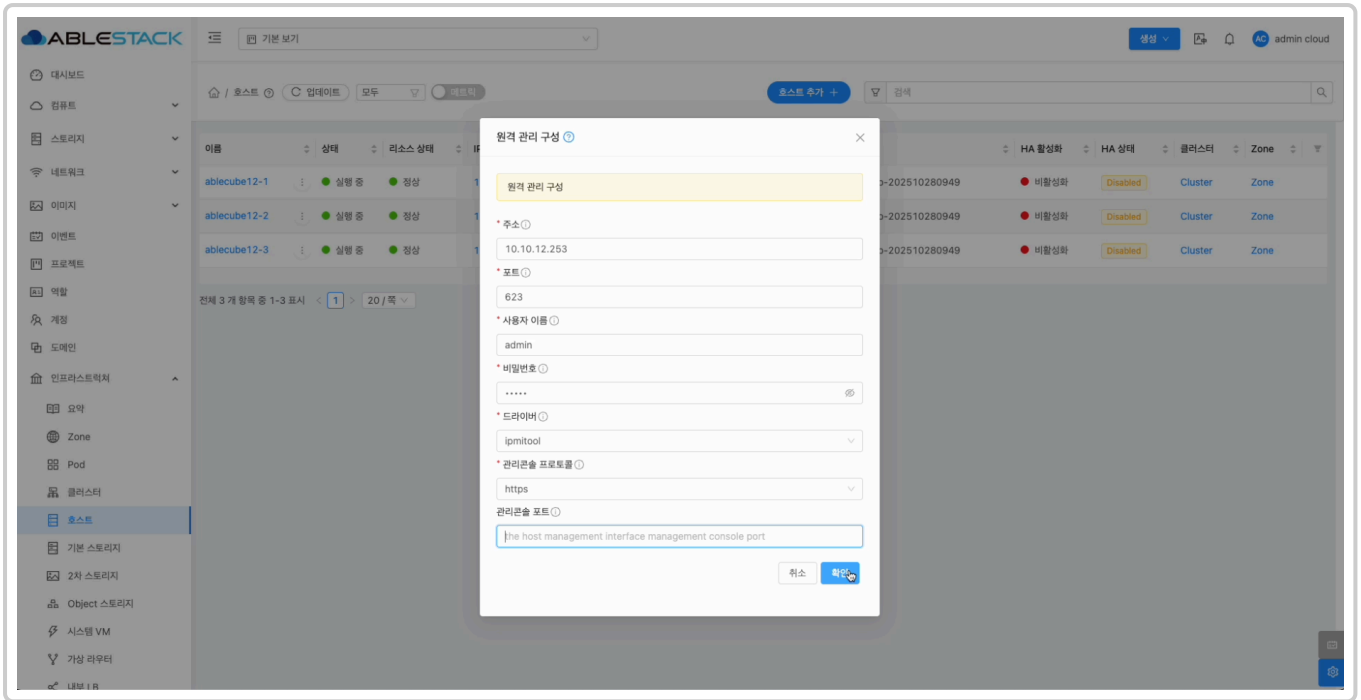 ABLESTACK
기본 보기
생성
AC admin cloud
대시보드
컴퓨트
스토리지
네트워크
이미지
이벤트
프로젝트
역할
계정
도메인
인프라스트럭쳐
요약
Zone
Pod
클러스터
호스트
기본 스토리지
2차 스토리지
Object 스토리지
시스템 VM
가상 라우터
내부 LB
/ 호스트 업데이트 모두 메트릭
호스트 추가 +
검색
이름 상태 리소스 상태 HA 활성화 HA 상태 클러스터 Zone
ablecube12-1 실행 중 정상 1 -202510280949 비활성화 Disabled Cluster Zone
ablecube12-2 실행 중 정상 1 -202510280949 비활성화 Disabled Cluster Zone
ablecube12-3 실행 중 정상 1 -202510280949 비활성화 Disabled Cluster Zone
전체 3 개 항목 중 1-3 표시 < 1 > 20 / 쪽
원격 관리 구성
원격 관리 구성
* 주소
10.10.12.253
* 포트
623
* 사용자 이름
admin
* 비밀번호
•••••
* 드라이버
ipmitool
* 관리콘솔 프로토콜
https
관리콘솔 포트
the host management interface management console port
취소 확인